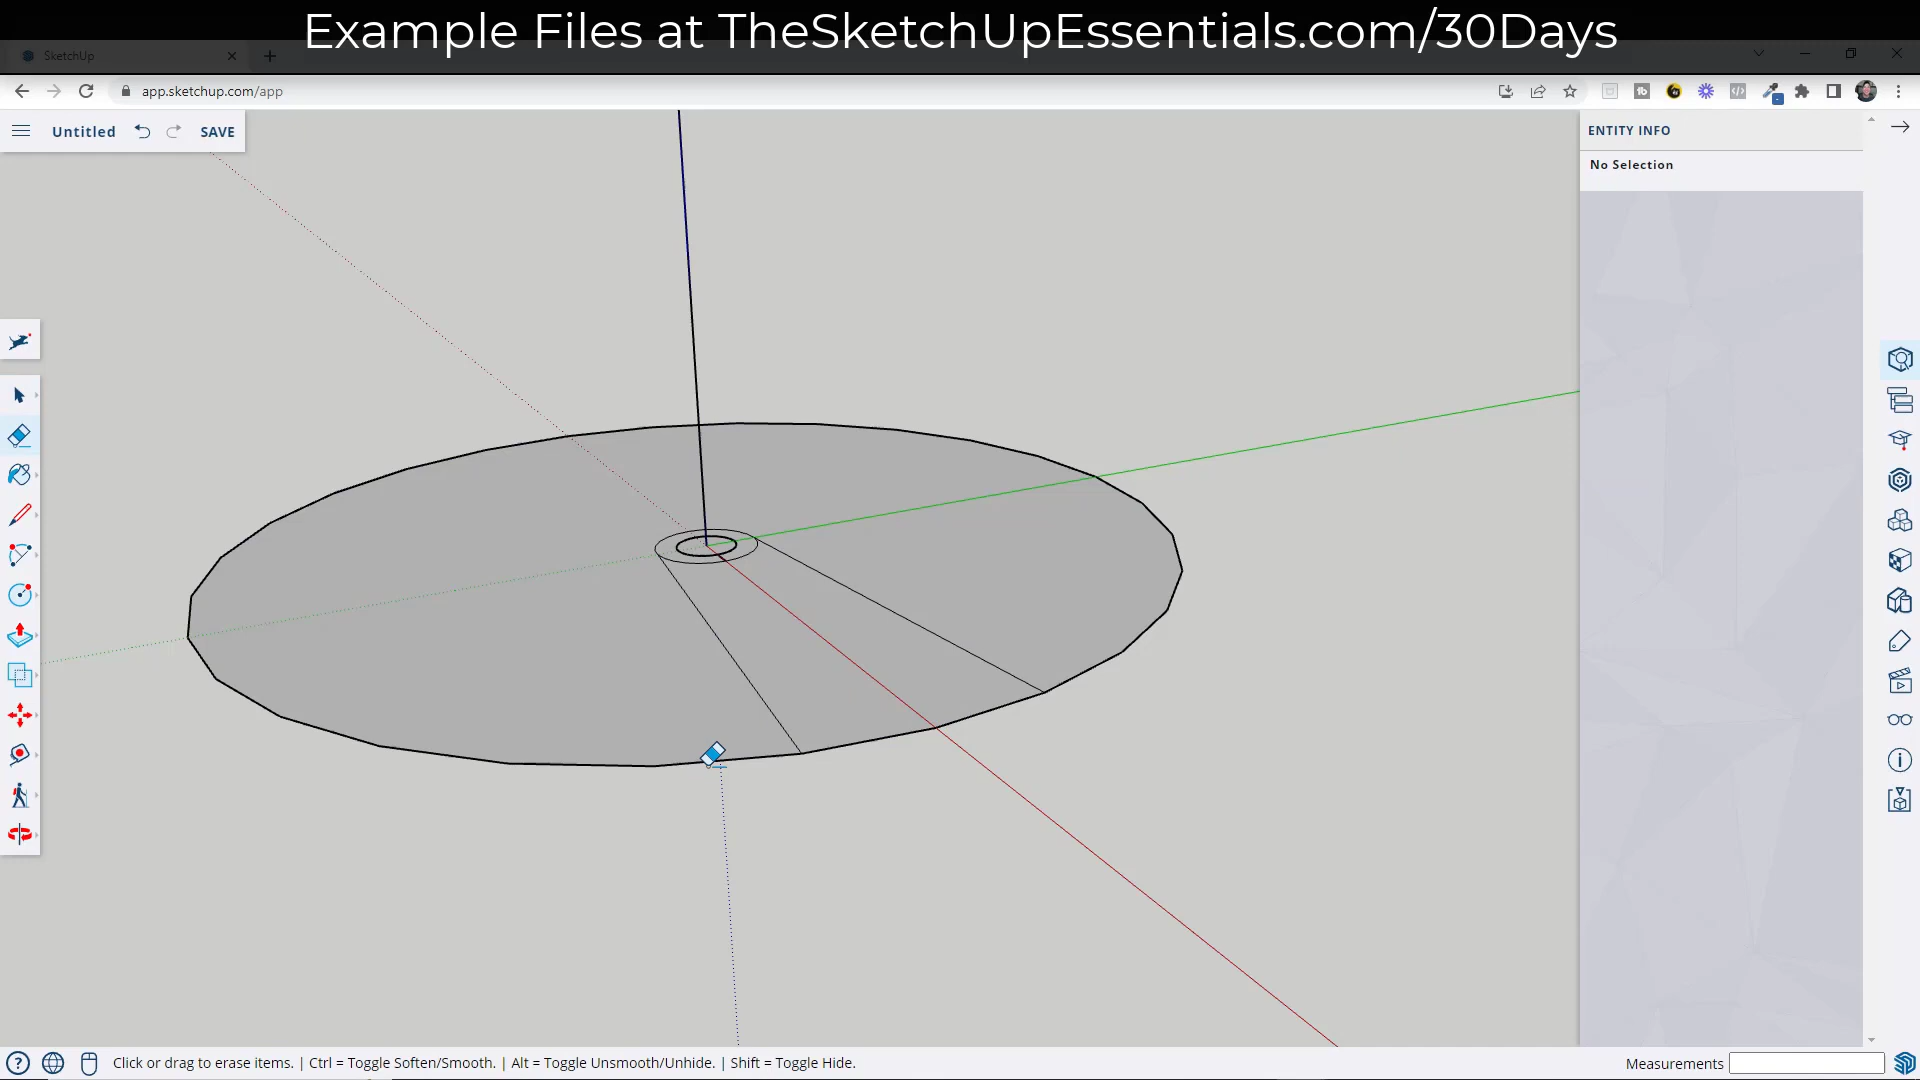 Example Files at TheSketchUpEssentials.com/30Days
SketchUp
app.sketchup.com/app
Untitled
SAVE
ENTITY INFO
No Selection
Click or drag to erase items. | Ctrl = Toggle Soften/Smooth. | Alt = Toggle Unsmooth/Unhide. | Shift = Toggle Hide.
Measurements